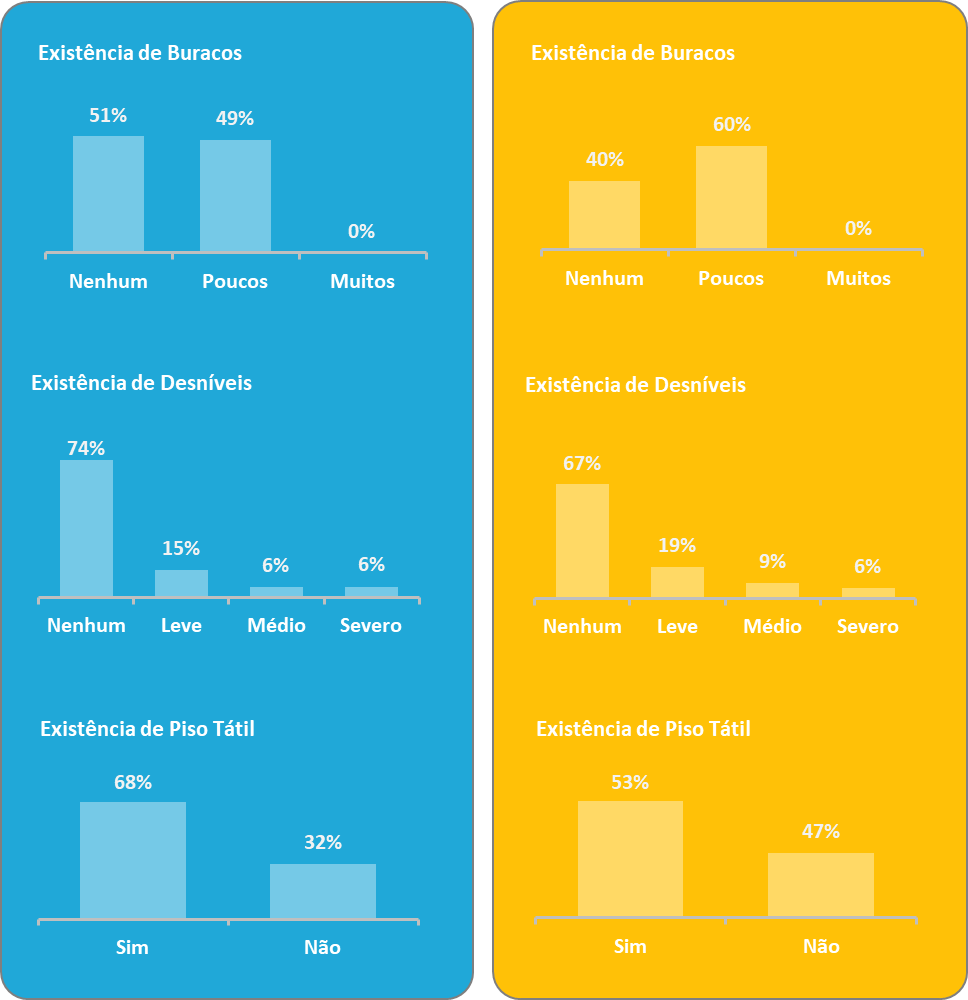 Existência de Buracos
51%
49%
0%
Nenhum Poucos Muitos
Existência de Desníveis
74%
15%
6%
6%
Nenhum Leve Médio Severo
Existência de Piso Tátil
68%
32%
Sim Não
Existência de Buracos
40%
60%
0%
Nenhum Poucos Muitos
Existência de Desníveis
67%
19%
9%
6%
Nenhum Leve Médio Severo
Existência de Piso Tátil
53%
47%
Sim Não